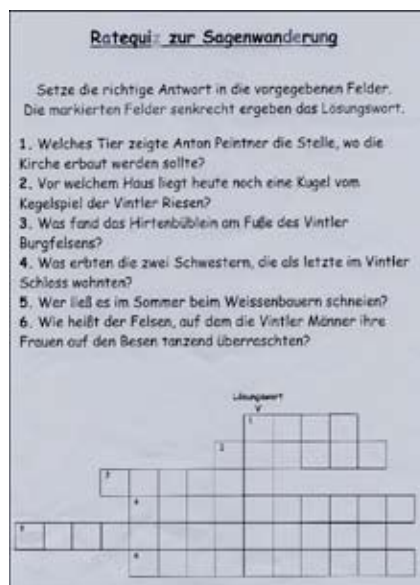 Ratequiz zur Sagenwanderung
Setze die richtige Antwort in die vorgegebenen Felder.
Die markierten Felder senkrecht ergeben das Lösungswort.
1. Welches Tier zeigte Anton Peintner die Stelle, wo die
Kirche erbaut werden sollte?
2. Vor welchem Haus liegt heute noch eine Kugel vom
Kegelspiel der Vintler Riesen?
3. Was fand das Hirtenbüblein am Fuße des Vintler
Burgfelsens?
4. Was erbten die zwei Schwestern, die als letzte im Vintler
Schloss wohnten?
5. Wer ließ es im Sommer beim Weissenbauern schneien?
6. Wie heißt der Felsen, auf dem die Vintler Männer ihre
Frauen auf den Besen tanzend überraschten?
Lösungswort
V
1
2
3
4
5
6